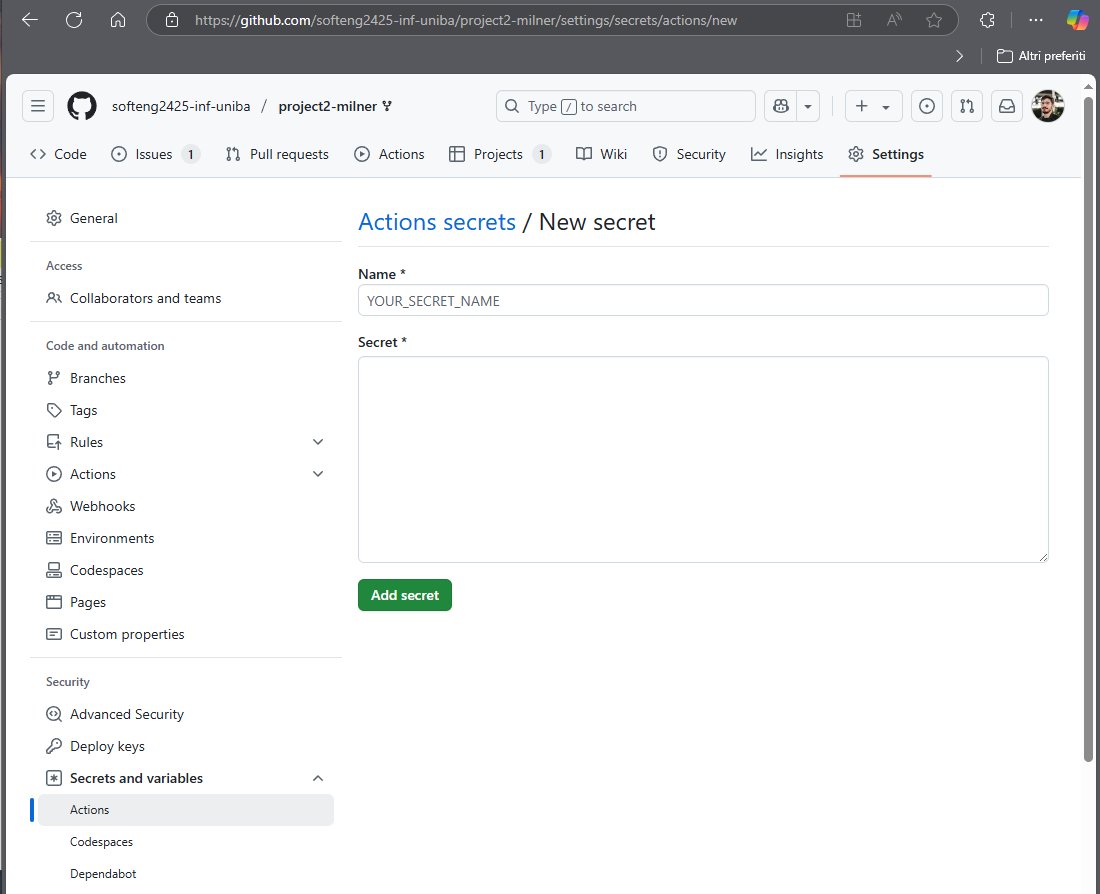 https://github.com/softeng2425-inf-uniba/project2-milner/settings/secrets/actions/new
Altri preferiti
softeng2425-inf-uniba / project2-milner
Type / to search
Code
Issues 1
Pull requests
Actions
Projects 1
Wiki
Security
Insights
Settings
General
Access
Collaborators and teams
Code and automation
Branches
Tags
Rules
Actions
Webhooks
Environments
Codespaces
Pages
Custom properties
Security
Advanced Security
Deploy keys
Secrets and variables
Actions
Codespaces
Dependabot
Actions secrets / New secret
Name *
YOUR_SECRET_NAME
Secret *
Add secret